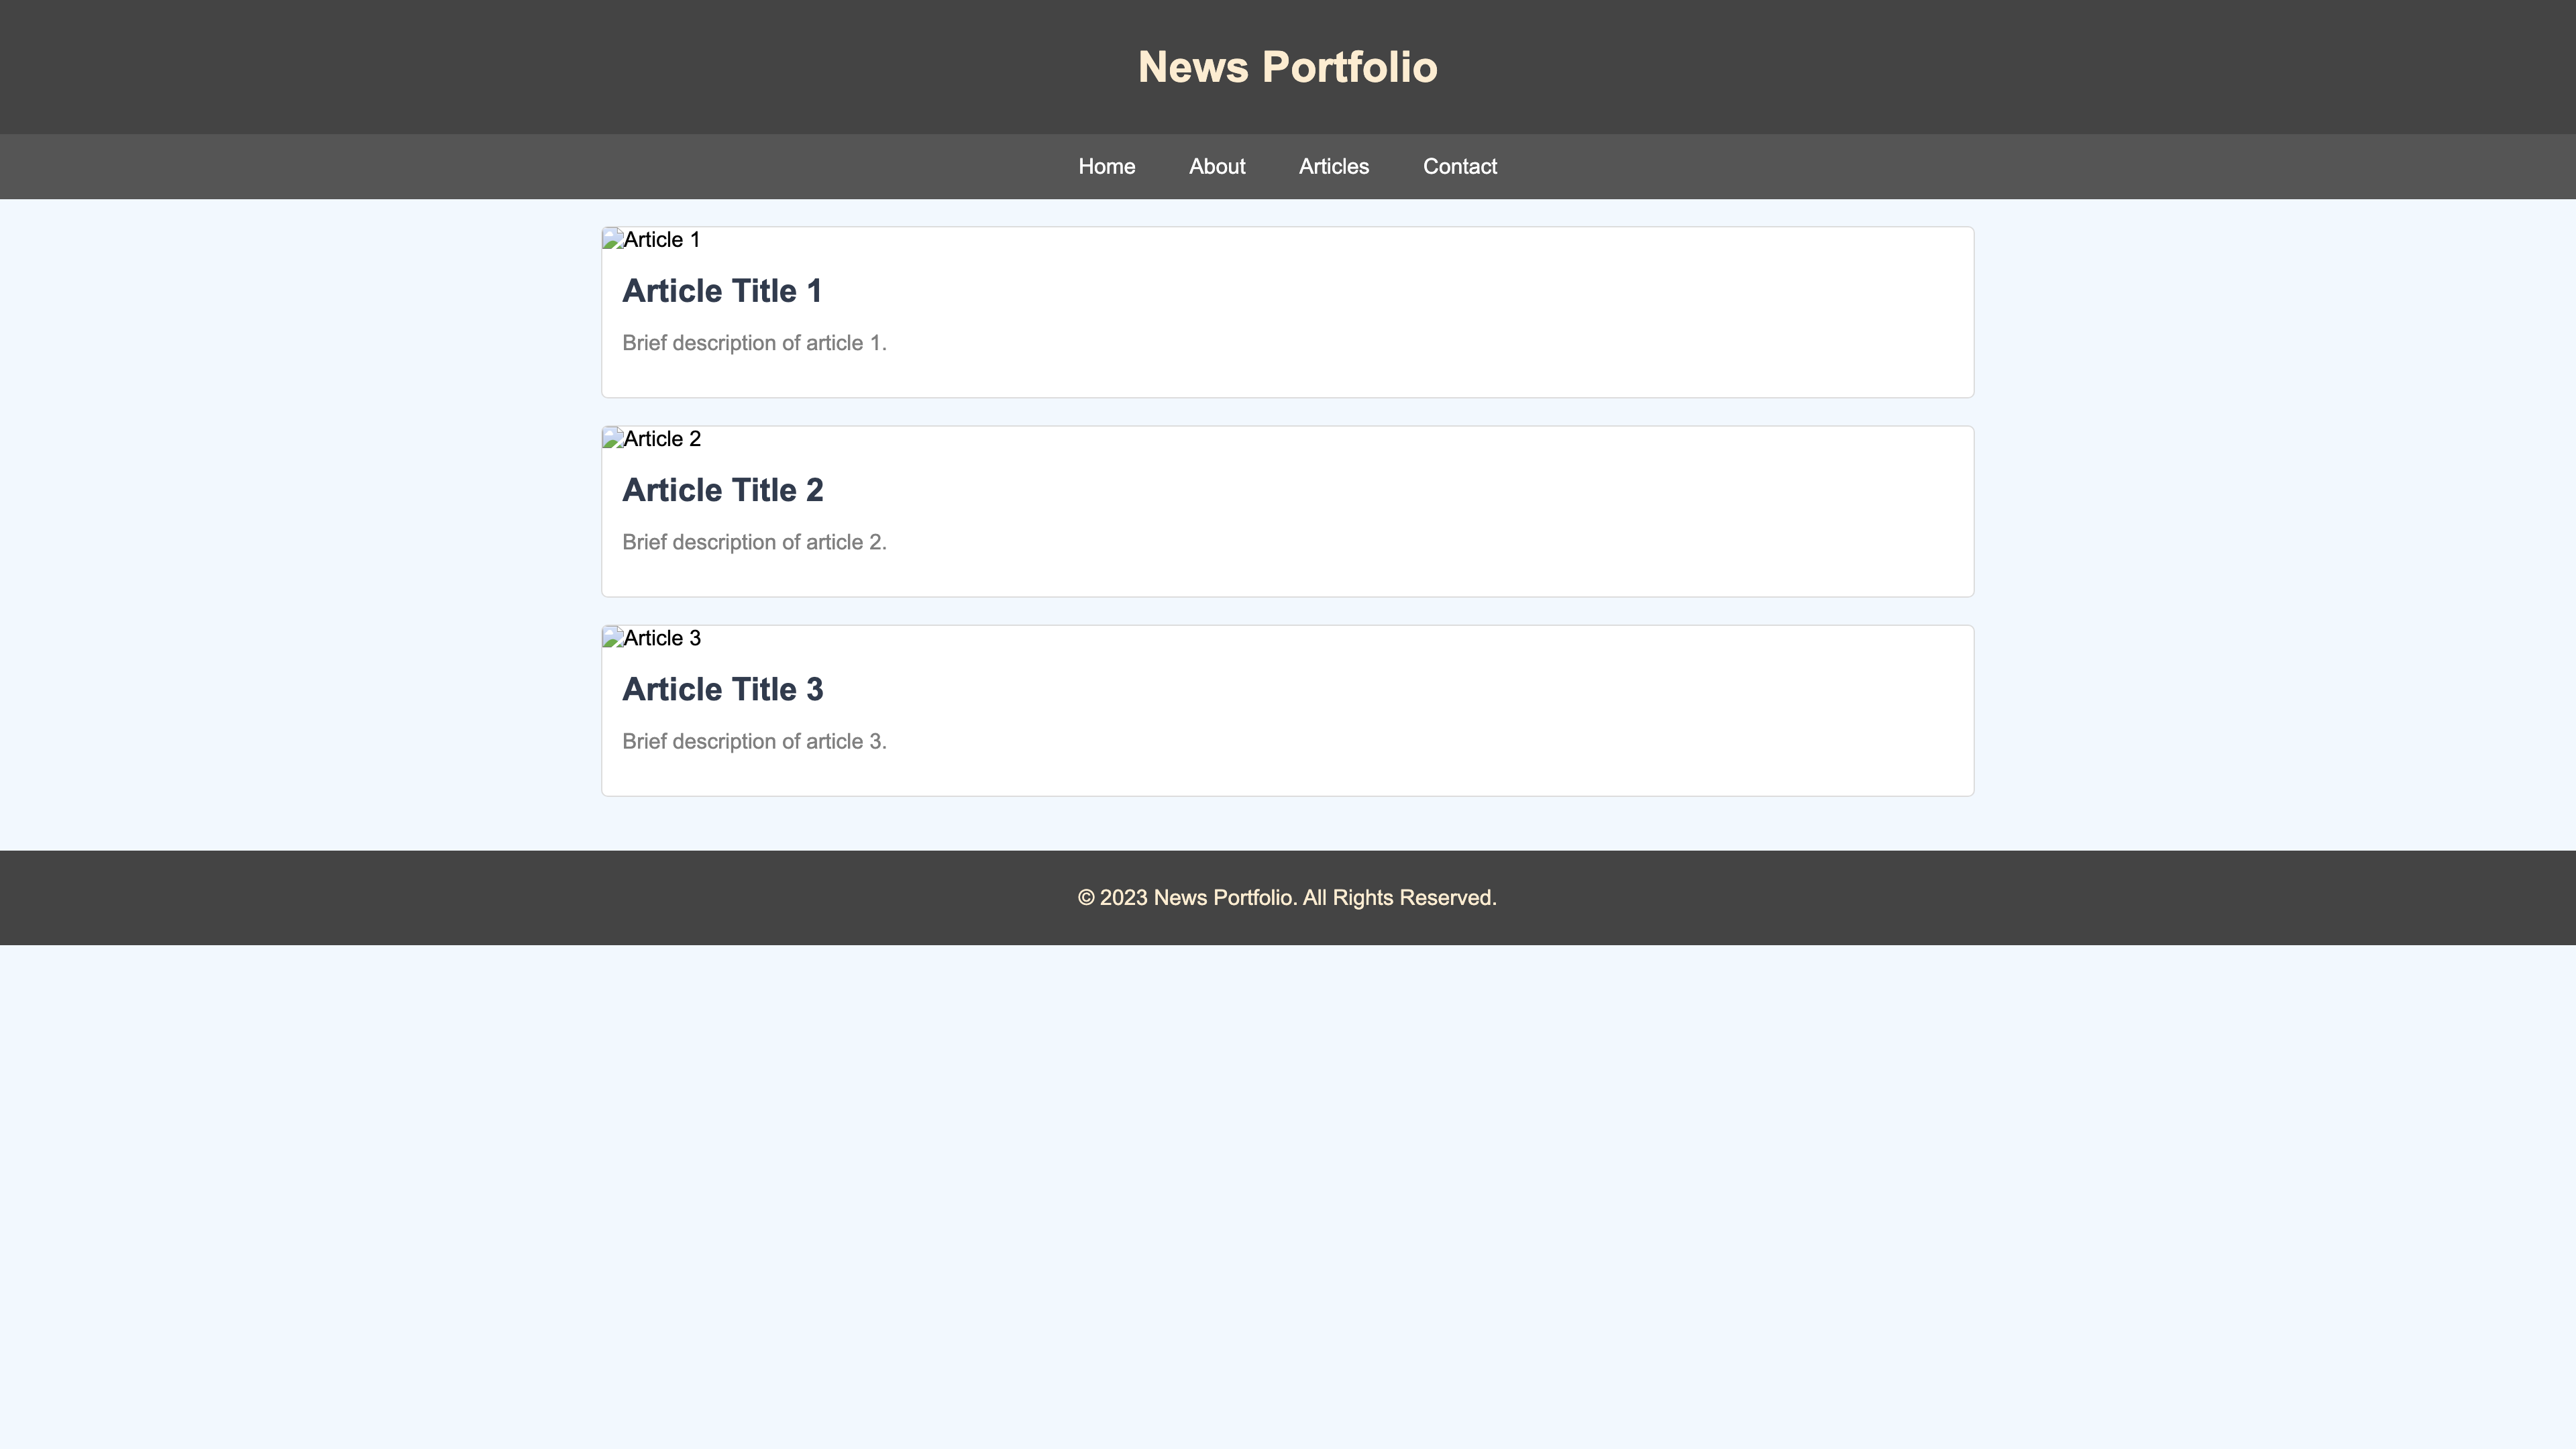 News Portfolio
Home About Articles Contact
Article 1
Article Title 1
Brief description of article 1.
Article 2
Article Title 2
Brief description of article 2.
Article 3
Article Title 3
Brief description of article 3.
© 2023 News Portfolio. All Rights Reserved.